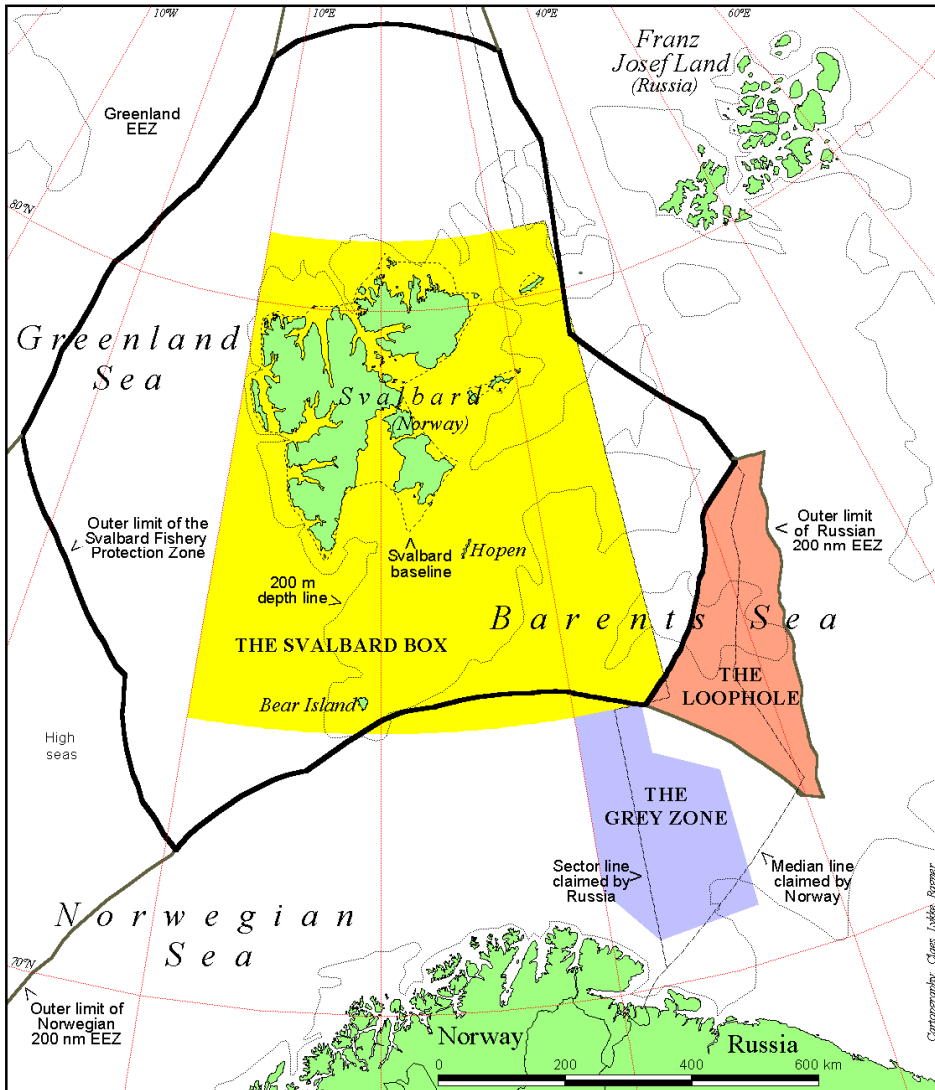 10°W
10°E
40°E
60°E
Franz
Josef Land
(Russia)
Greenland
EEZ
80°N
Greenland
Sea
Svalbard
(Norway)
Outer limit of the
Svalbard Fishery
Protection Zone
Svalbard
baseline
Hopen
200 m
depth line
Outer limit
of Russian
200 nm EEZ
Barents Sea
THE SVALBARD BOX
THE
LOOPHOLE
Bear Island
High
seas
THE
GREY ZONE
Sector line
claimed by
Russia
Median line
claimed by
Norway
Norwegian
Sea
70°N
Outer limit of
Norwegian
200 nm EEZ
Norway
Russia
0 200 400 600 km
Cartography Claes Lykke Ragner